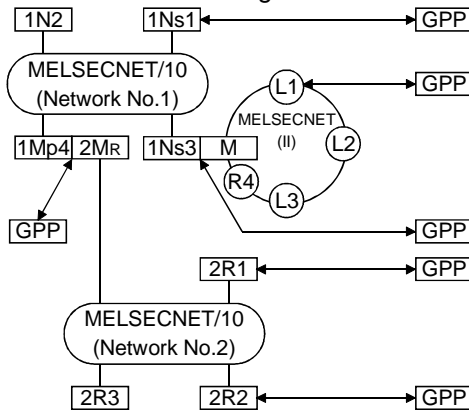 1N2 1Ns1 GPP
MELSECNET/10
(Network No.1)
L1 GPP
MELSECNET
(II)
L2
1Mp4 2MR 1Ns3 M
R4
L3
GPP GPP
2R1 GPP
MELSECNET/10
(Network No.2)
2R3 2R2 GPP